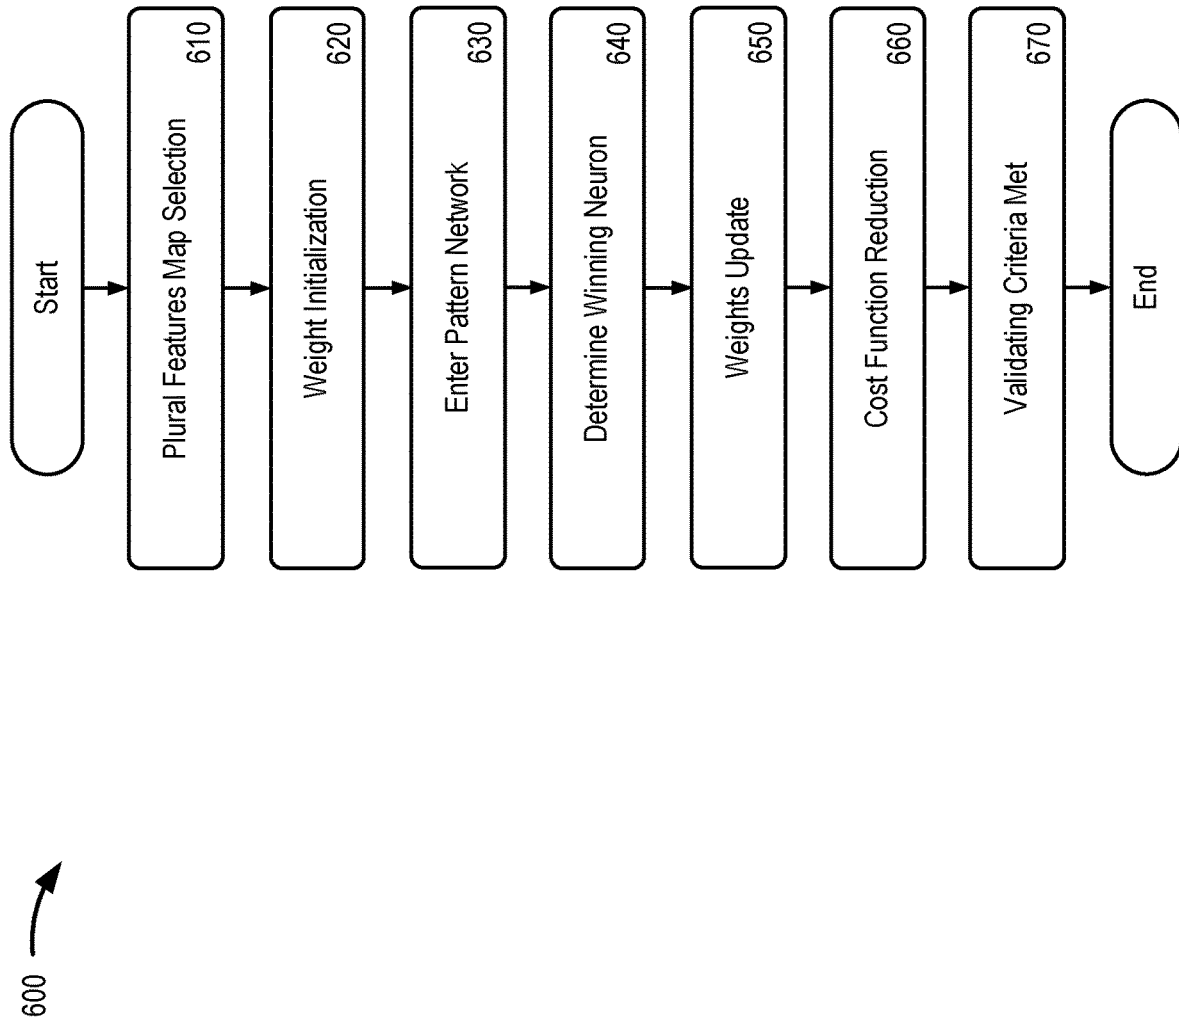 600
Start
Plural Features Map Selection
610
Weight Initialization
620
Enter Pattern Network
630
Determine Winning Neuron
640
Weights Update
650
Cost Function Reduction
660
Validating Criteria Met
670
End